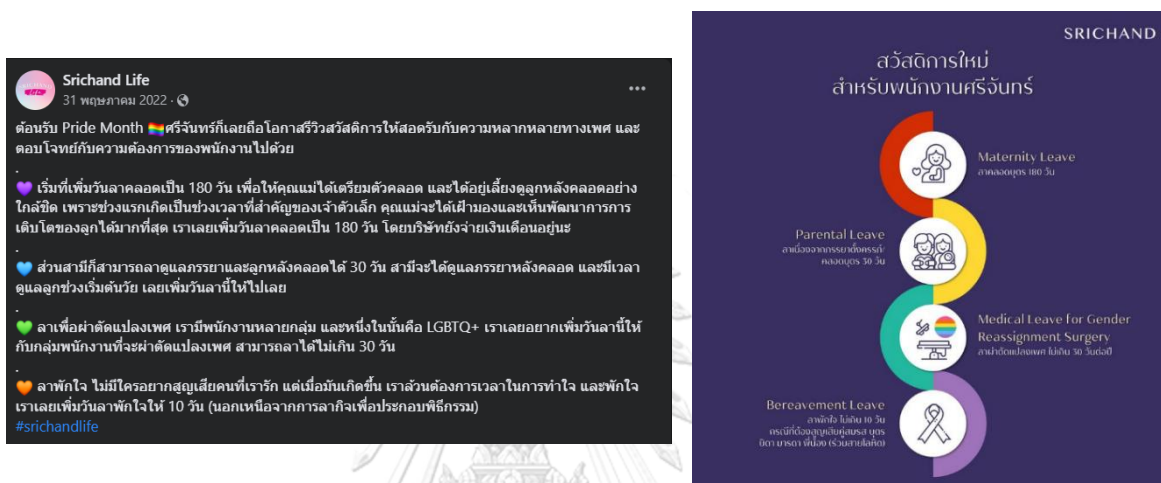 Srichand Life
31 พฤษภาคม 2022 ·
ต้อนรับ Pride Month 🏳️‍🌈ศรีจันทร์ก็เลยถือโอกาสรีวิวสวัสดิการให้สอดรับกับความหลากหลายทางเพศ และ
ตอบโจทย์กับความต้องการของพนักงานไปด้วย
.
💜 เริ่มที่เพิ่มวันลาคลอดเป็น 180 วัน เพื่อให้คุณแม่ได้เตรียมตัวคลอด และได้อยู่เลี้ยงดูลูกหลังคลอดอย่าง
ใกล้ชิด เพราะช่วงแรกเกิดเป็นช่วงเวลาที่สำคัญของเจ้าตัวเล็ก คุณแม่จะได้เฝ้ามองและเห็นพัฒนาการการ
เติบโตของลูกได้มากที่สุด เราเลยเพิ่มวันลาคลอดเป็น 180 วัน โดยบริษัทยังจ่ายเงินเดือนอยู่นะ
.
💙 ส่วนสามีก็สามารถลาดูแลภรรยาและลูกหลังคลอดได้ 30 วัน สามีจะได้ดูแลภรรยาหลังคลอด และมีเวลา
ดูแลลูกช่วงเริ่มต้นวัย เลยเพิ่มวันลานี้ให้ไปเลย
.
💚 ลาเพื่อผ่าตัดแปลงเพศ เรามีพนักงานหลายกลุ่ม และหนึ่งในนั้นคือ LGBTQ+ เราเลยอยากเพิ่มวันลานี้ให้
กับกลุ่มพนักงานที่จะผ่าตัดแปลงเพศ สามารถลาได้ไม่เกิน 30 วัน
.
🧡 ลาพักใจ ไม่มีใครอยากสูญเสียคนที่เรารัก แต่เมื่อมันเกิดขึ้น เราล้วนต้องการเวลาในการทำใจ และพักใจ
เราเลยเพิ่มวันลาพักใจให้ 10 วัน (นอกเหนือจากการลากิจเพื่อประกอบพิธีกรรม)
#srichandlife
SRICHAND
สวัสดิการใหม่
สำหรับพนักงานศรีจันทร์
Maternity Leave
ลาคลอดบุตร 180 วัน
Parental Leave
ลาเนื่องจากภรรยาตั้งครรภ์/
คลอดบุตร 30 วัน
Medical Leave for Gender
Reassignment Surgery
ลาผ่าตัดแปลงเพศ ไม่เกิน 30 วันต่อปี
Bereavement Leave
ลาพักใจ ไม่เกิน 10 วัน
กรณีที่ต้องสูญเสียคู่สมรส บุตร
บิดา มารดา พี่น้อง (ร่วมสายโลหิต)